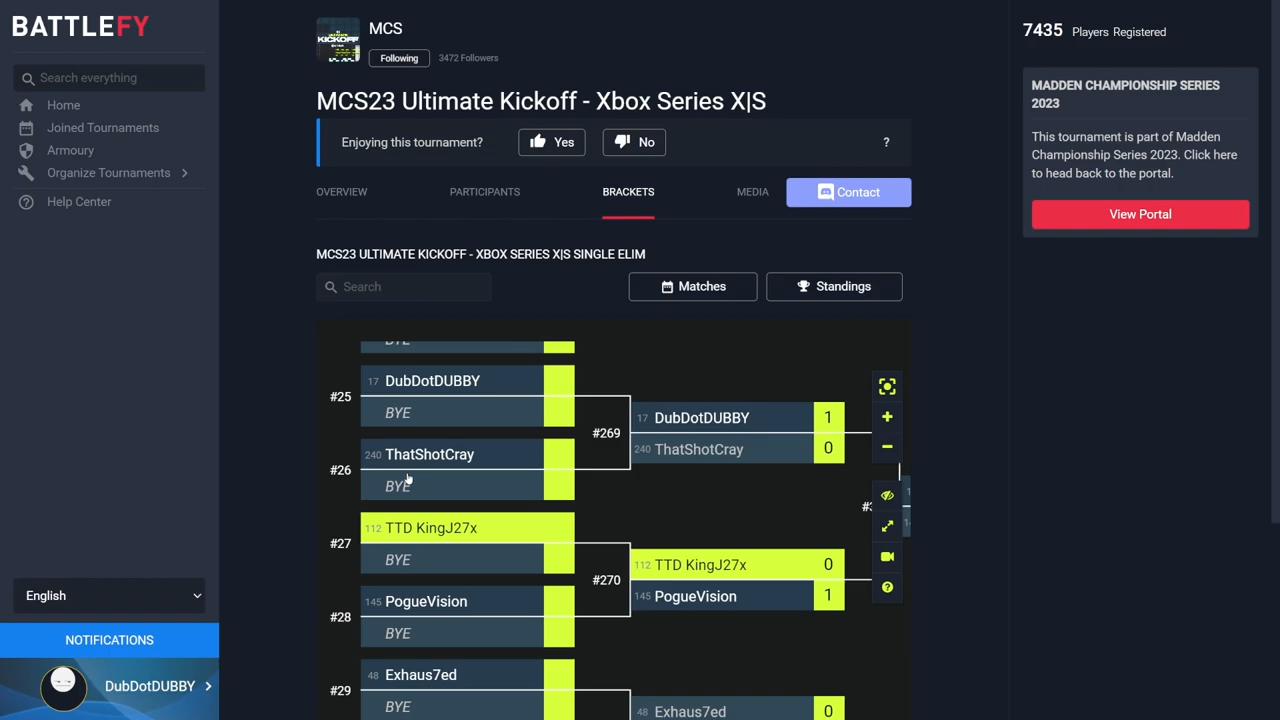 BATTLEFY
Search everything
Home
Joined Tournaments
Armoury
Organize Tournaments
Help Center
English
NOTIFICATIONS
DubDotDUBBY
MCS
KICKOFF
Following
3472 Followers
MCS23 Ultimate Kickoff - Xbox Series X|S
Enjoying this tournament?
Yes
No
?
OVERVIEW
PARTICIPANTS
BRACKETS
MEDIA
Contact
MCS23 ULTIMATE KICKOFF - XBOX SERIES X|S SINGLE ELIM
Search
Matches
Standings
BYE
#25
17 DubDotDUBBY
BYE
#26
240 ThatShotCray
BYE
#27
112 TTD KingJ27x
BYE
#28
145 PogueVision
BYE
#29
48 Exhaus7ed
BYE
#269
17 DubDotDUBBY 1
240 ThatShotCray 0
#270
112 TTD KingJ27x 0
145 PogueVision 1
48 Exhaus7ed 0
7435 Players Registered
MADDEN CHAMPIONSHIP SERIES
2023
This tournament is part of Madden
Championship Series 2023. Click here
to head back to the portal.
View Portal